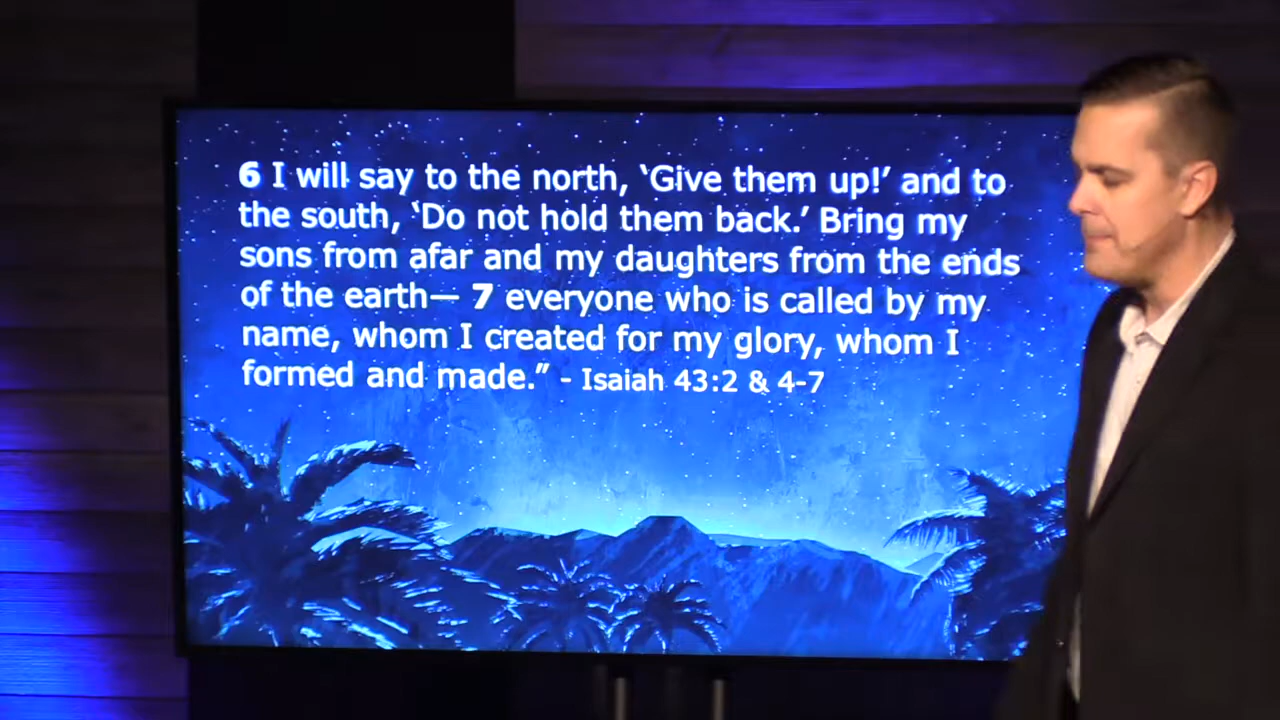 6 I will say to the north, ‘Give them up!’ and to
the south, ‘Do not hold them back.’ Bring my
sons from afar and my daughters from the ends
of the earth— 7 everyone who is called by my
name, whom I created for my glory, whom I
formed and made.” - Isaiah 43:2 & 4-7